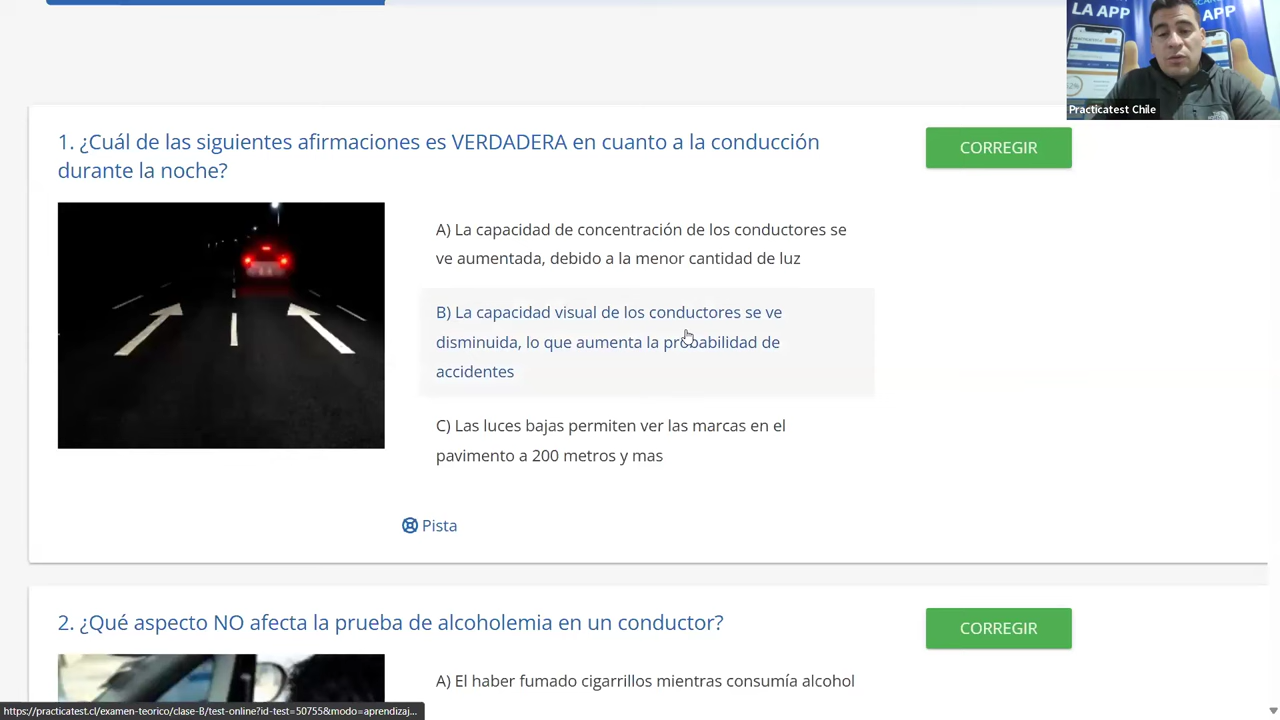 LA APP
APP
Practicatest Chile
1. ¿Cuál de las siguientes afirmaciones es VERDADERA en cuanto a la conducción
durante la noche?
CORREGIR
A) La capacidad de concentración de los conductores se
ve aumentada, debido a la menor cantidad de luz
B) La capacidad visual de los conductores se ve
disminuida, lo que aumenta la probabilidad de
accidentes
C) Las luces bajas permiten ver las marcas en el
pavimento a 200 metros y mas
Pista
2. ¿Qué aspecto NO afecta la prueba de alcoholemia en un conductor?
CORREGIR
A) El haber fumado cigarrillos mientras consumía alcohol
https://practicatest.cl/examen-teorico/clase-B/test-online?id-test=50755&modo=aprendizaj...